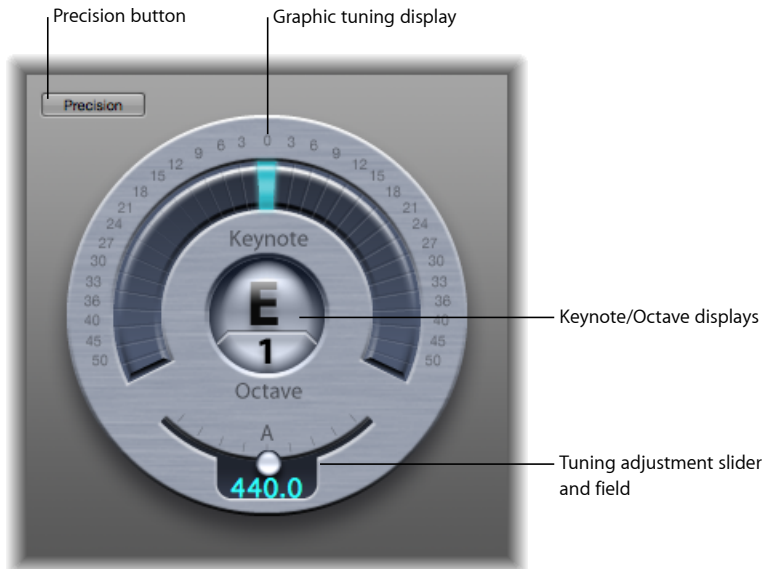 Precision button
Graphic tuning display
Precision
50 45 40 36 33 30 27 24 21 18 15 12 9 6 3 0 3 6 9 12 15 18 21 24 27 30 33 36 40 45 50
Keynote
E
1
Octave
Keynote/Octave displays
A
440.0
Tuning adjustment slider
and field